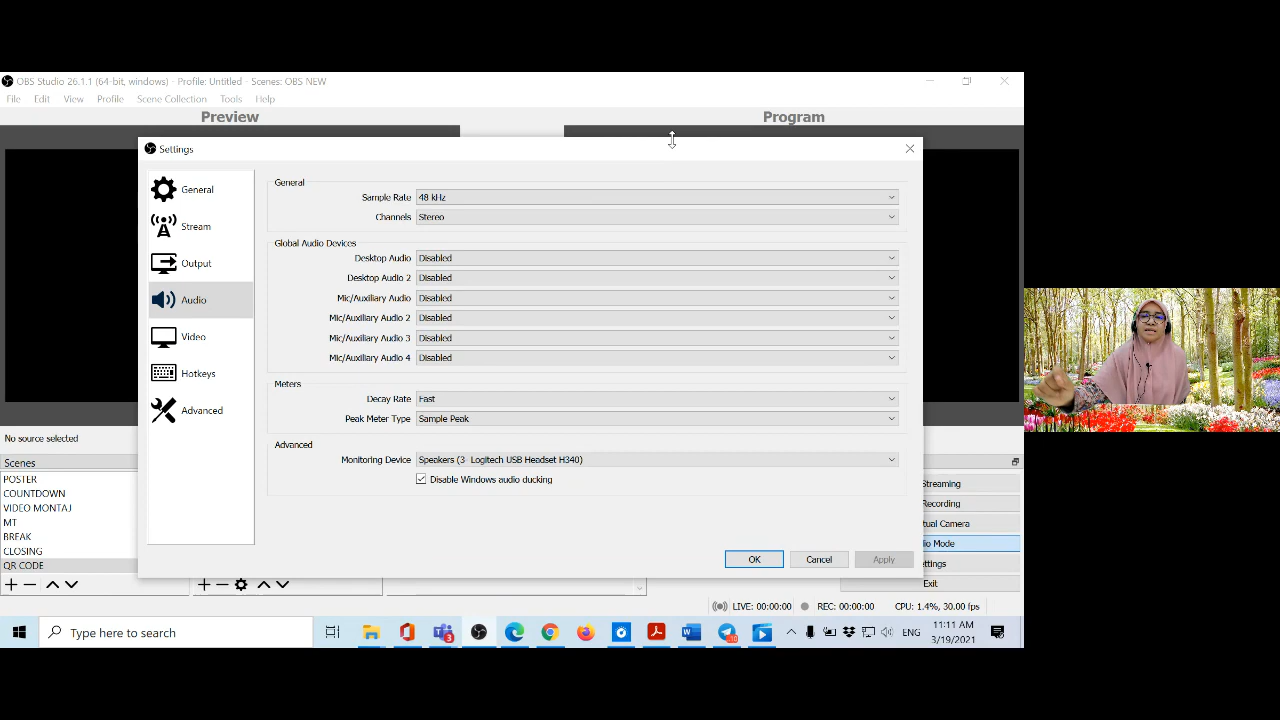 OBS Studio 26.1.1 (64-bit, windows) - Profile: Untitled - Scenes: OBS NEW
File Edit View Profile Scene Collection Tools Help
Preview Program
Settings
General
Stream
Output
Audio
Video
Hotkeys
Advanced
General
Sample Rate 48 kHz
Channels Stereo
Global Audio Devices
Desktop Audio Disabled
Desktop Audio 2 Disabled
Mic/Auxiliary Audio Disabled
Mic/Auxiliary Audio 2 Disabled
Mic/Auxiliary Audio 3 Disabled
Mic/Auxiliary Audio 4 Disabled
Meters
Decay Rate Fast
Peak Meter Type Sample Peak
Advanced
Monitoring Device Speakers (3- Logitech USB Headset H340)
Disable Windows audio ducking
OK Cancel Apply
No source selected
Scenes
POSTER
COUNTDOWN
VIDEO MONTAJ
MT
BREAK
CLOSING
QR CODE
Streaming
Recording
tual Camera
io Mode
ettings
Exit
LIVE: 00:00:00 REC: 00:00:00 CPU: 1.4%, 30.00 fps
Type here to search
3
10
ENG
11:11 AM
3/19/2021